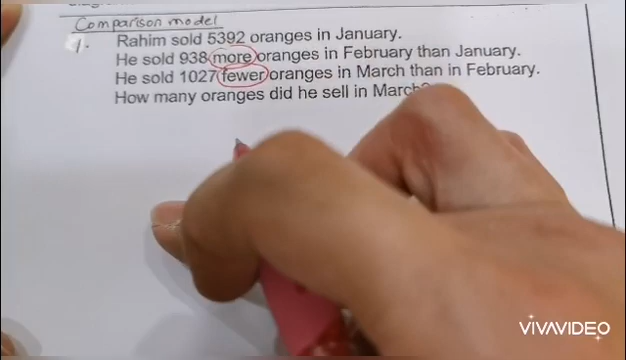 Comparison model
1. Rahim sold 5392 oranges in January.
He sold 938 more oranges in February than January.
He sold 1027 fewer oranges in March than in February.
How many oranges did he sell in March?
VIVAVIDEO